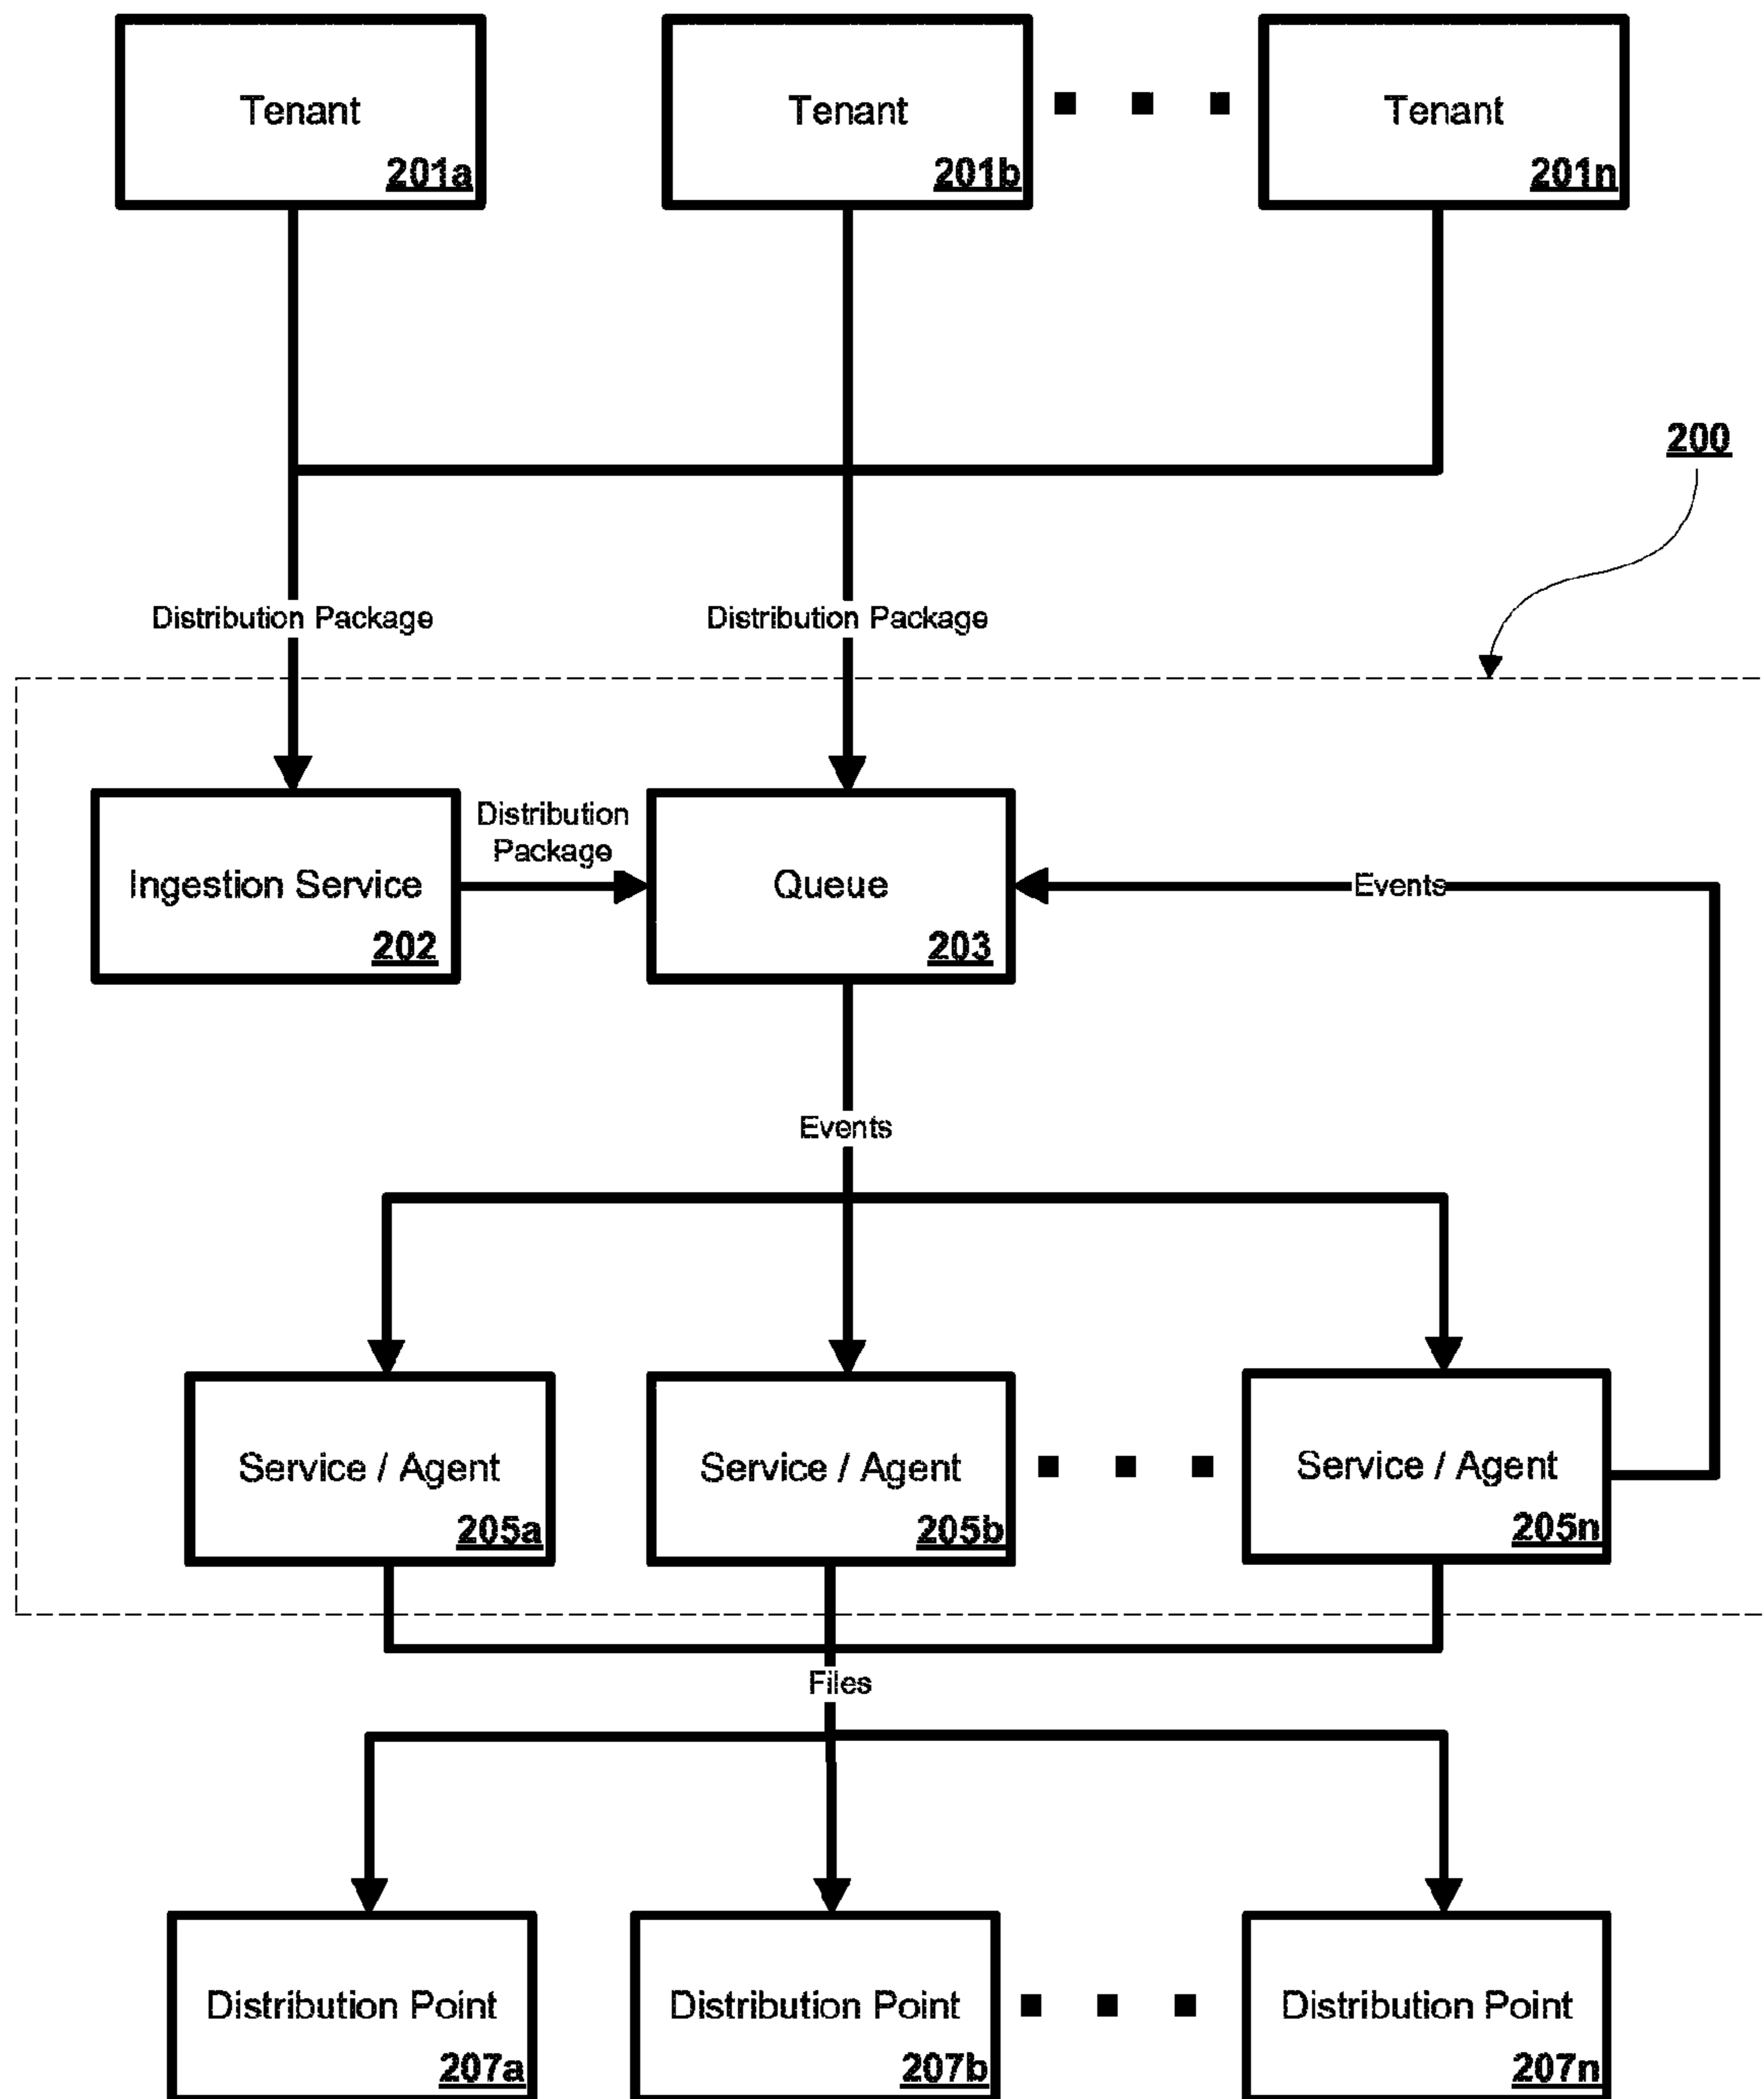 Tenant
201a
Tenant
201b
Tenant
201n
200
Distribution Package
Distribution Package
Ingestion Service
202
Distribution
Package
Queue
203
Events
Events
Service / Agent
205a
Service / Agent
205b
Service / Agent
205n
Files
Distribution Point
207a
Distribution Point
207b
Distribution Point
207n